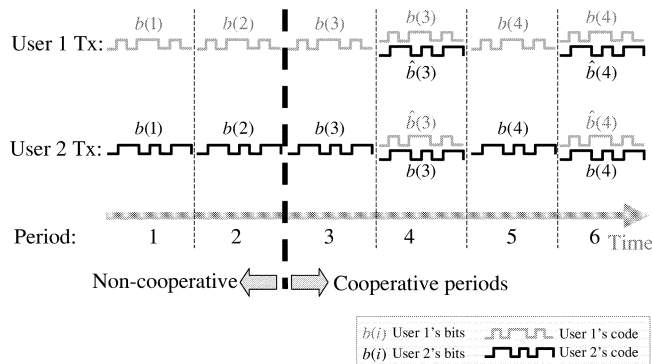 b(1) b(2) b(3) b(3) b(4) b(4)
User 1 Tx:
b̂(3) b̂(4)
b(1) b(2) b(3) b̂(3) b(4) b̂(4)
User 2 Tx:
b(3) b(4)
Period: 1 2 3 4 5 6 Time
Non-cooperative Cooperative periods
b(i) User 1's bits User 1's code
b(i) User 2's bits User 2's code